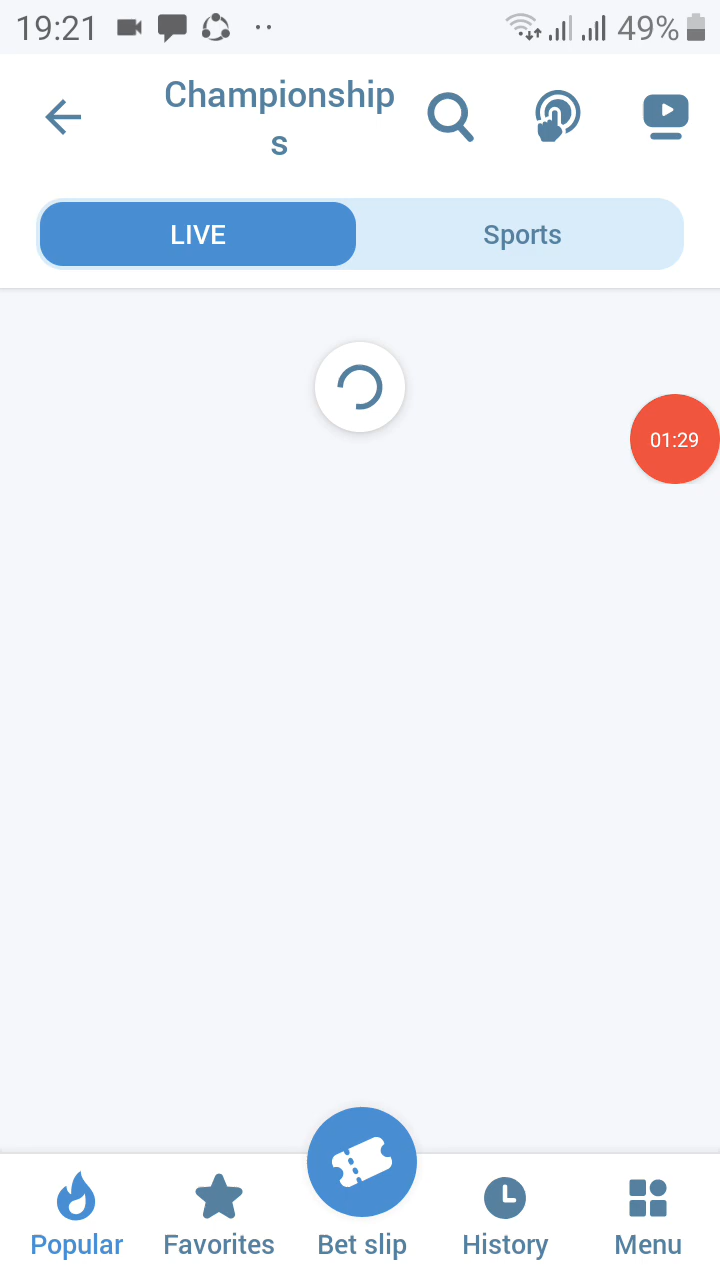 19:21
49%
Championship
s
LIVE
Sports
01:29
Popular
Favorites
Bet slip
History
Menu